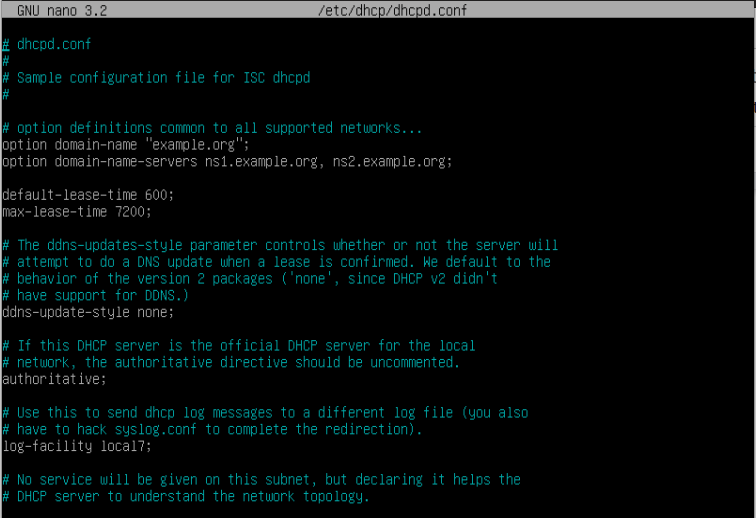 GNU nano 3.2 /etc/dhcp/dhcpd.conf
# dhcpd.conf
#
# Sample configuration file for ISC dhcpd
#
# option definitions common to all supported networks...
option domain-name "example.org";
option domain-name-servers ns1.example.org, ns2.example.org;
default-lease-time 600;
max-lease-time 7200;
# The ddns-updates-style parameter controls whether or not the server will
# attempt to do a DNS update when a lease is confirmed. We default to the
# behavior of the version 2 packages ('none', since DHCP v2 didn't
# have support for DDNS.)
ddns-update-style none;
# If this DHCP server is the official DHCP server for the local
# network, the authoritative directive should be uncommented.
authoritative;
# Use this to send dhcp log messages to a different log file (you also
# have to hack syslog.conf to complete the redirection).
log-facility local7;
# No service will be given on this subnet, but declaring it helps the
# DHCP server to understand the network topology.